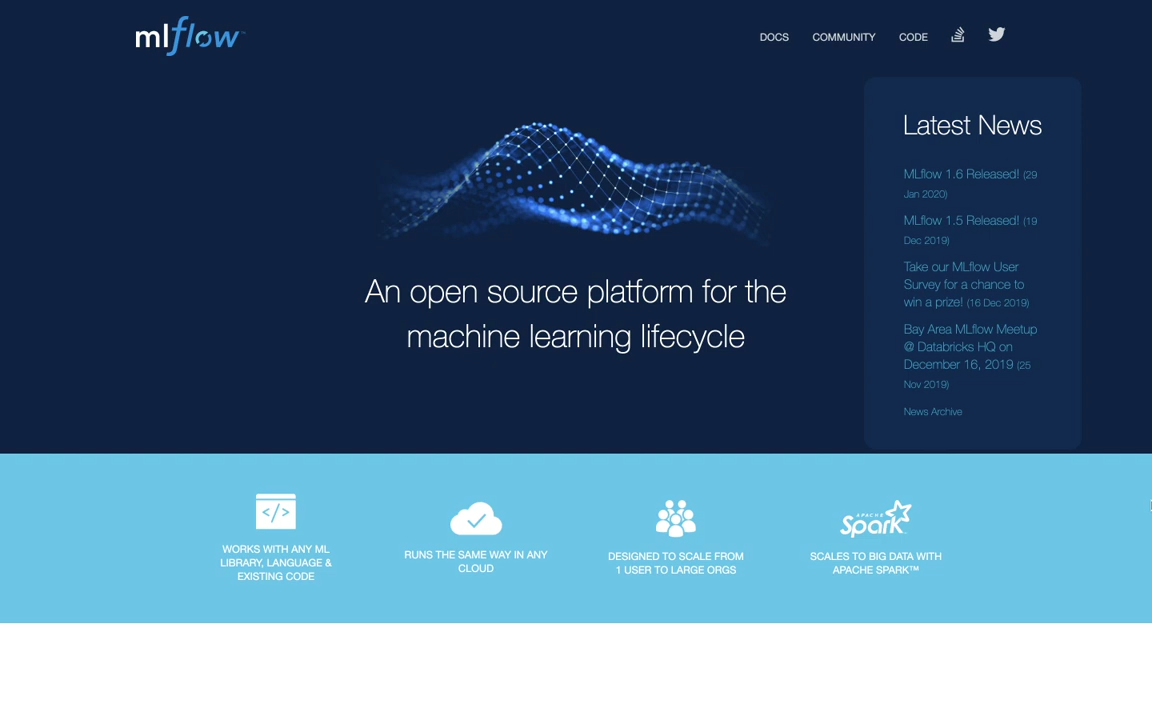 mlflow™
DOCS
COMMUNITY
CODE
Latest News
MLflow 1.6 Released! (29
Jan 2020)
MLflow 1.5 Released! (19
Dec 2019)
Take our MLflow User
Survey for a chance to
win a prize! (16 Dec 2019)
Bay Area MLflow Meetup
@ Databricks HQ on
December 16, 2019 (25
Nov 2019)
News Archive
An open source platform for the
machine learning lifecycle
</>
WORKS WITH ANY ML
LIBRARY, LANGUAGE &
EXISTING CODE
RUNS THE SAME WAY IN ANY
CLOUD
DESIGNED TO SCALE FROM
1 USER TO LARGE ORGS
APACHE
Spark
SCALES TO BIG DATA WITH
APACHE SPARK™